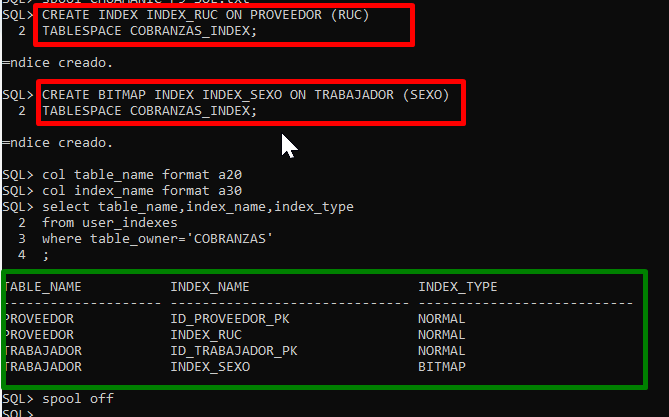 SQL> CREATE INDEX INDEX_RUC ON PROVEEDOR (RUC)
2 TABLESPACE COBRANZAS_INDEX;
=ndice creado.
SQL> CREATE BITMAP INDEX INDEX_SEXO ON TRABAJADOR (SEXO)
2 TABLESPACE COBRANZAS_INDEX;
=ndice creado.
SQL> col table_name format a20
SQL> col index_name format a30
SQL> select table_name,index_name,index_type
2 from user_indexes
3 where table_owner='COBRANZAS'
4 ;
TABLE_NAME INDEX_NAME INDEX_TYPE
-------------------- ------------------------------ ---------------------------
PROVEEDOR ID_PROVEEDOR_PK NORMAL
PROVEEDOR INDEX_RUC NORMAL
TRABAJADOR ID_TRABAJADOR_PK NORMAL
TRABAJADOR INDEX_SEXO BITMAP
SQL> spool off
SQL>